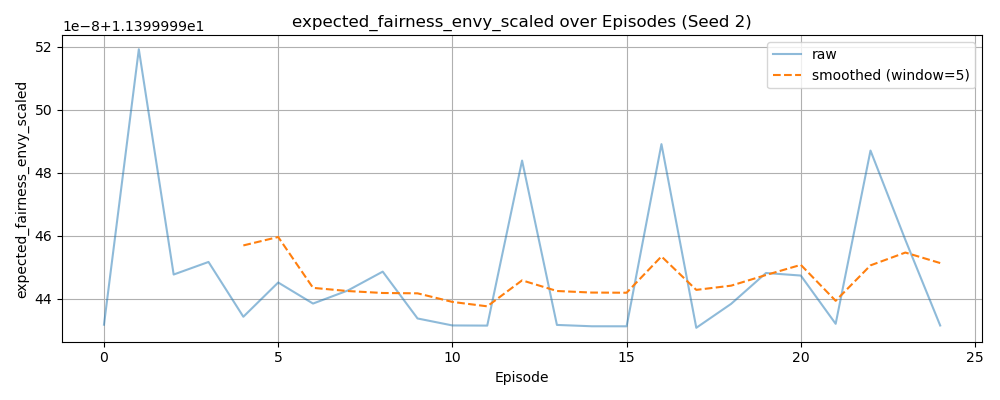 expected_fairness_envy_scaled over Episodes (Seed 2)
1e−8+1.1399999e1
raw
smoothed (window=5)
expected_fairness_envy_scaled
52
50
48
46
44
0 5 10 15 20 25
Episode